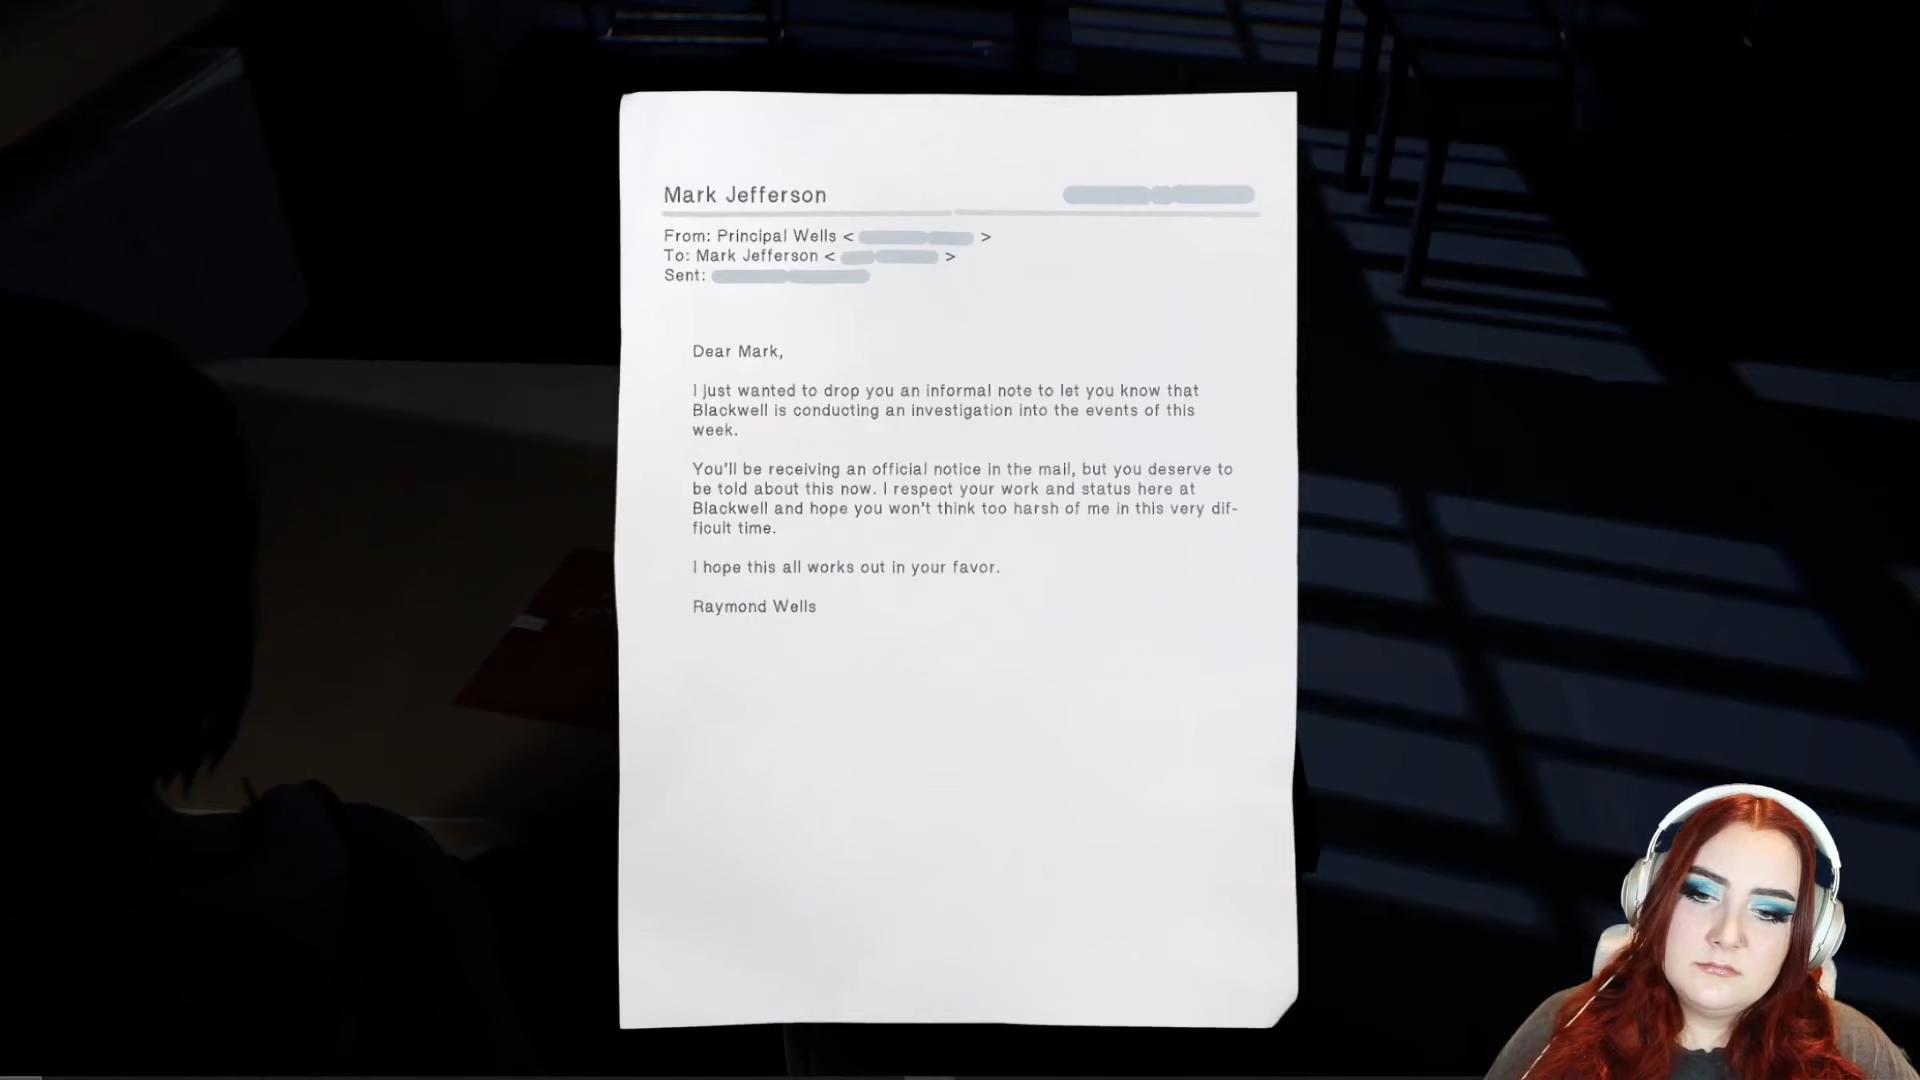 Mark Jefferson
From: Principal Wells < >
To: Mark Jefferson < >
Sent:
Dear Mark,
I just wanted to drop you an informal note to let you know that
Blackwell is conducting an investigation into the events of this
week.
You'll be receiving an official notice in the mail, but you deserve to
be told about this now. I respect your work and status here at
Blackwell and hope you won't think too harsh of me in this very dif-
ficult time.
I hope this all works out in your favor.
Raymond Wells